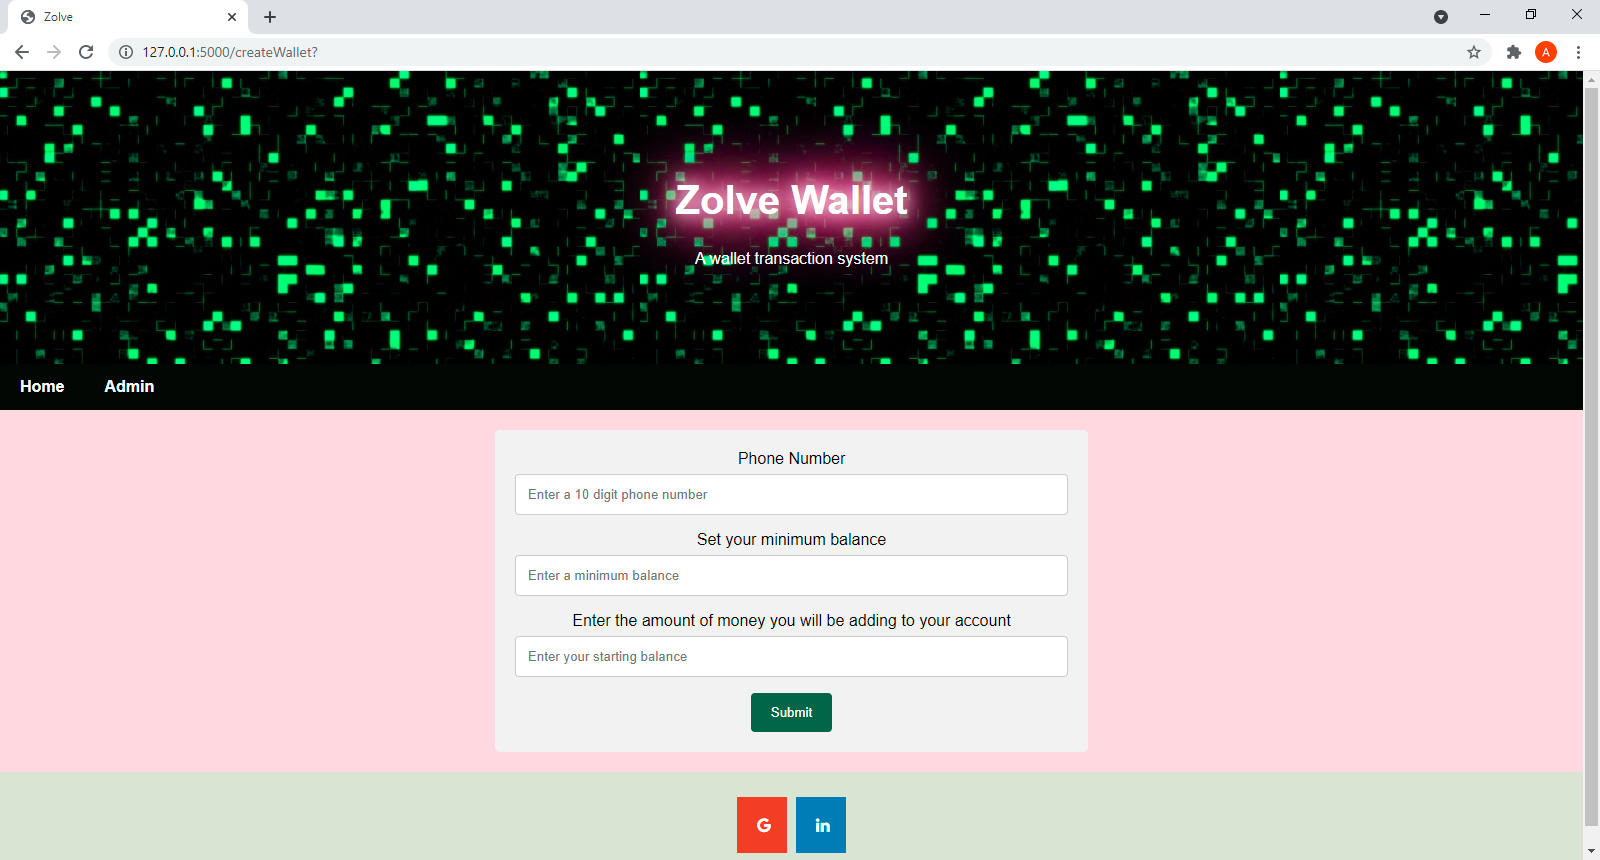 Zolve
127.0.0.1:5000/createWallet?
A
Zolve Wallet
A wallet transaction system
Home Admin
Phone Number
Enter a 10 digit phone number
Set your minimum balance
Enter a minimum balance
Enter the amount of money you will be adding to your account
Enter your starting balance
Submit
G in